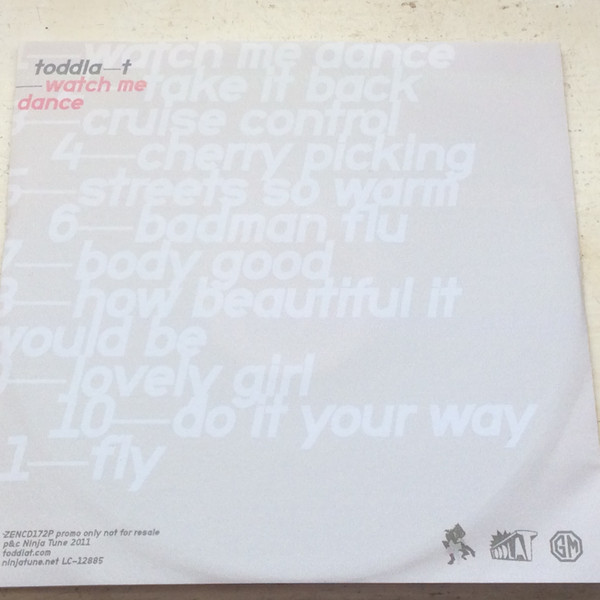 toddla—t
—watch me
dance
1—watch me dance
2—take it back
3—cruise control
4—cherry picking
5—streets so warm
6—badman flu
7—body good
8—how beautiful it
would be
9—lovely girl
10—do it your way
11—fly
ZENCD172P promo only not for resale
p&c Ninja Tune 2011
toddlat.com
ninjatune.net LC-12885
TODDLAT
GM